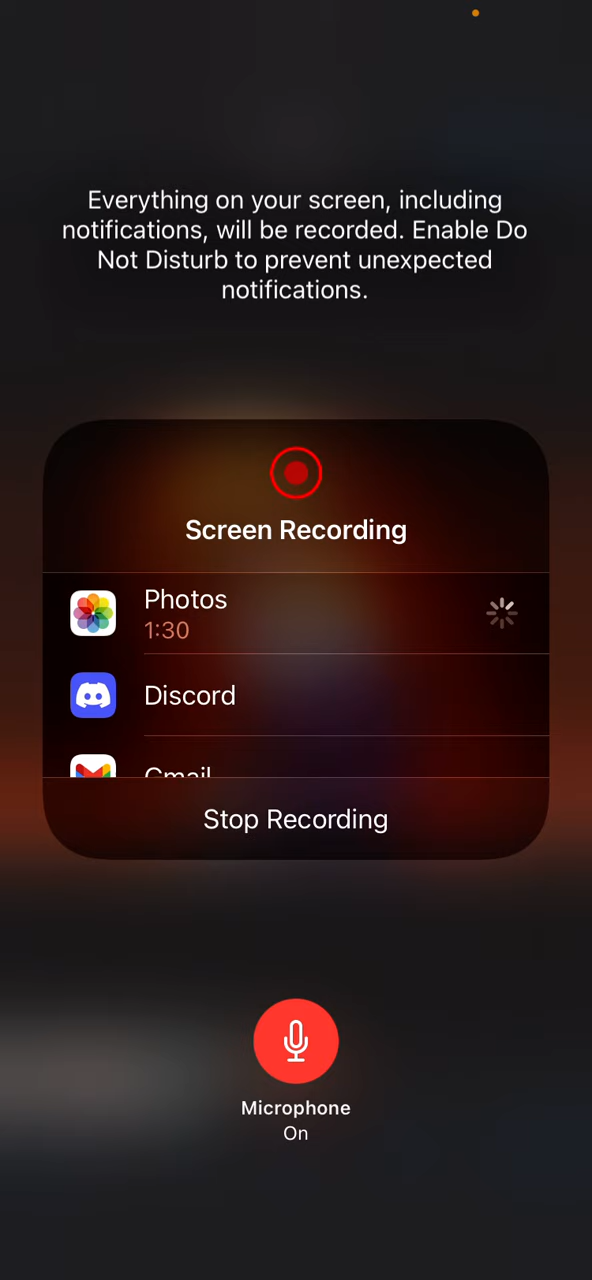 Everything on your screen, including
notifications, will be recorded. Enable Do
Not Disturb to prevent unexpected
notifications.
Screen Recording
Photos
1:30
Discord
Gmail
Stop Recording
Microphone
On